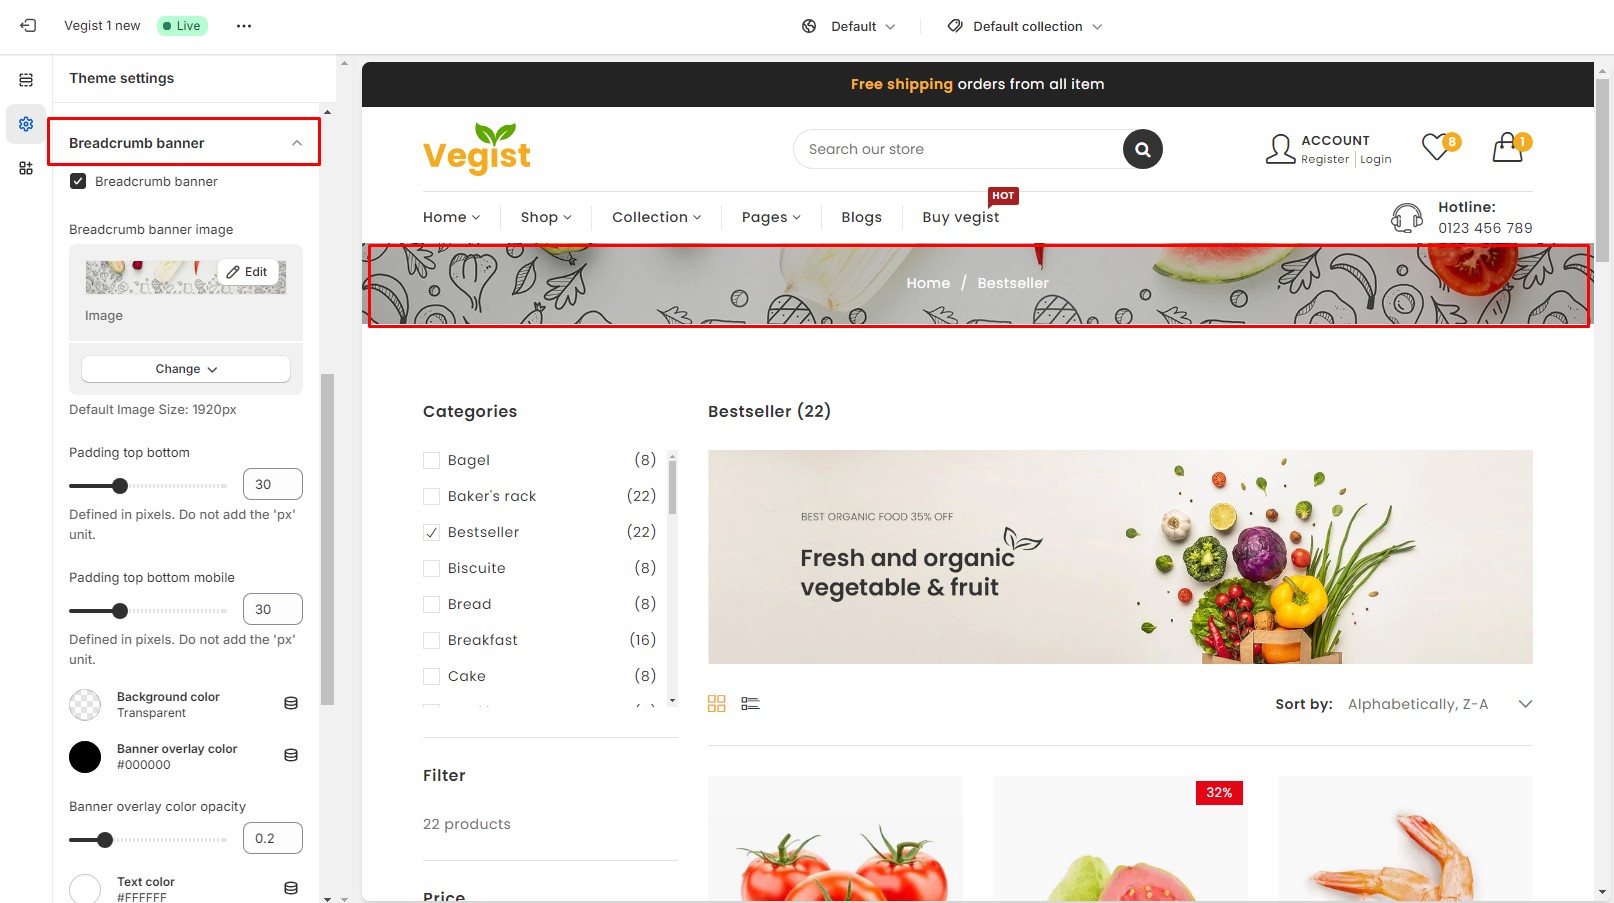 Vegist 1 new
Live
Default
Default collection
Theme settings
Breadcrumb banner
Breadcrumb banner
Breadcrumb banner image
Edit
Image
Change
Default Image Size: 1920px
Padding top bottom
30
Defined in pixels. Do not add the 'px'
unit.
Padding top bottom mobile
30
Defined in pixels. Do not add the 'px'
unit.
Background color
Transparent
Banner overlay color
#000000
Banner overlay color opacity
0.2
Text color
#FFFFFF
Free shipping orders from all item
Vegist
Search our store
ACCOUNT
Register
Login
8
1
HOT
Home
Shop
Collection
Pages
Blogs
Buy vegist
Hotline:
0123 456 789
Home / Bestseller
Categories
Bagel (8)
Baker's rack (22)
Bestseller (22)
Biscuite (8)
Bread (8)
Breakfast (16)
Cake (8)
Filter
22 products
Price
Bestseller (22)
BEST ORGANIC FOOD 35% OFF
Fresh and organic
vegetable & fruit
Sort by: Alphabetically, Z-A
32%